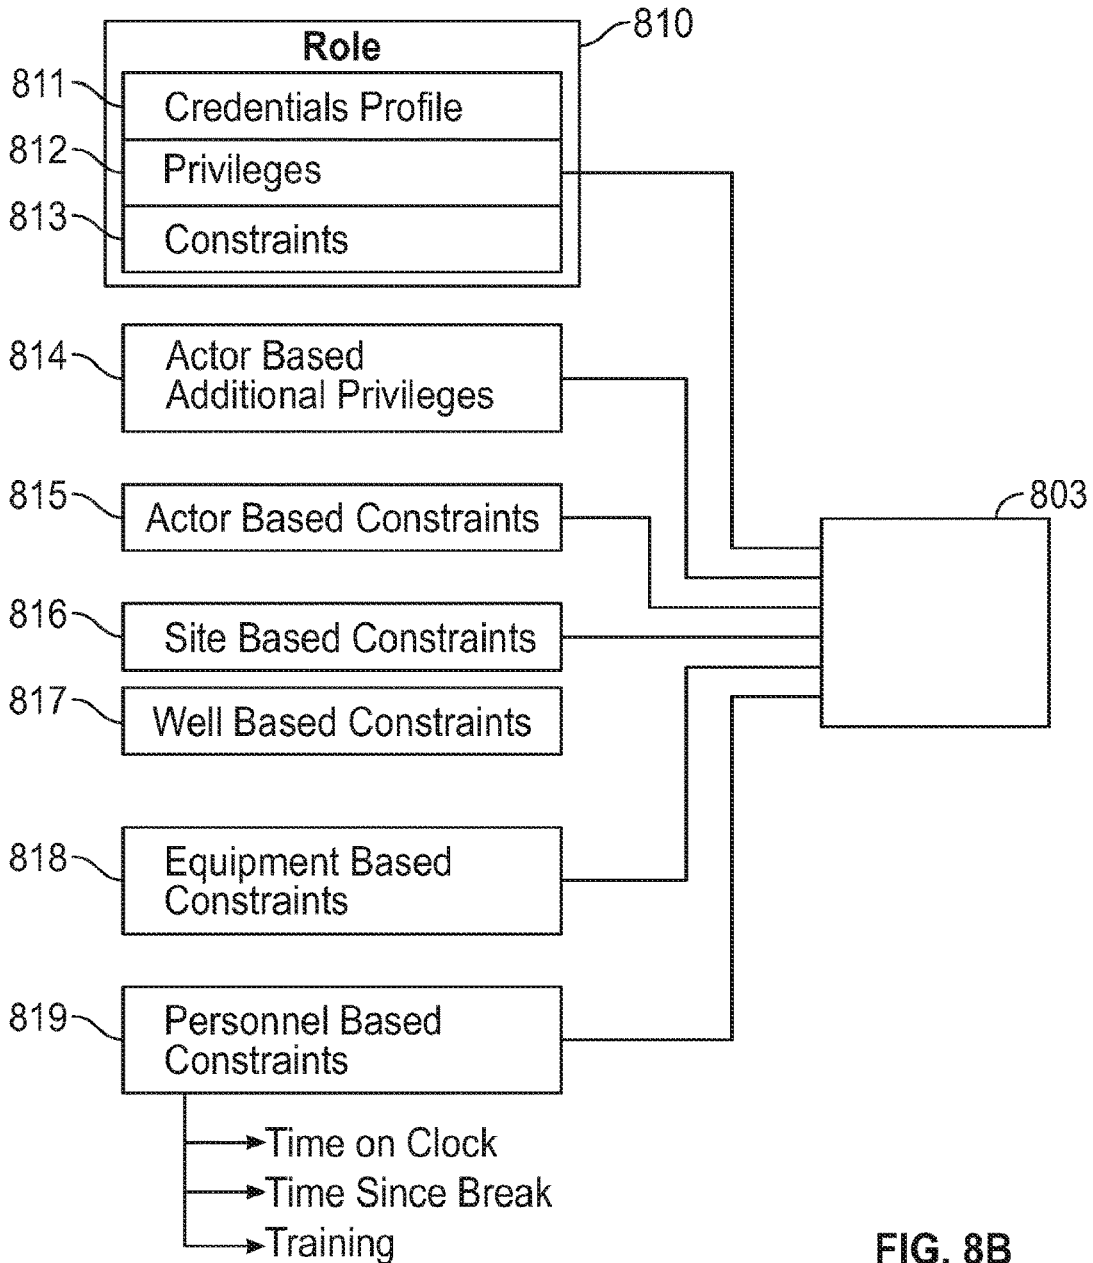 810
Role
811
Credentials Profile
812
Privileges
813
Constraints
814
Actor Based
Additional Privileges
815
Actor Based Constraints
803
816
Site Based Constraints
817
Well Based Constraints
818
Equipment Based
Constraints
819
Personnel Based
Constraints
Time on Clock
Time Since Break
Training
FIG. 8B